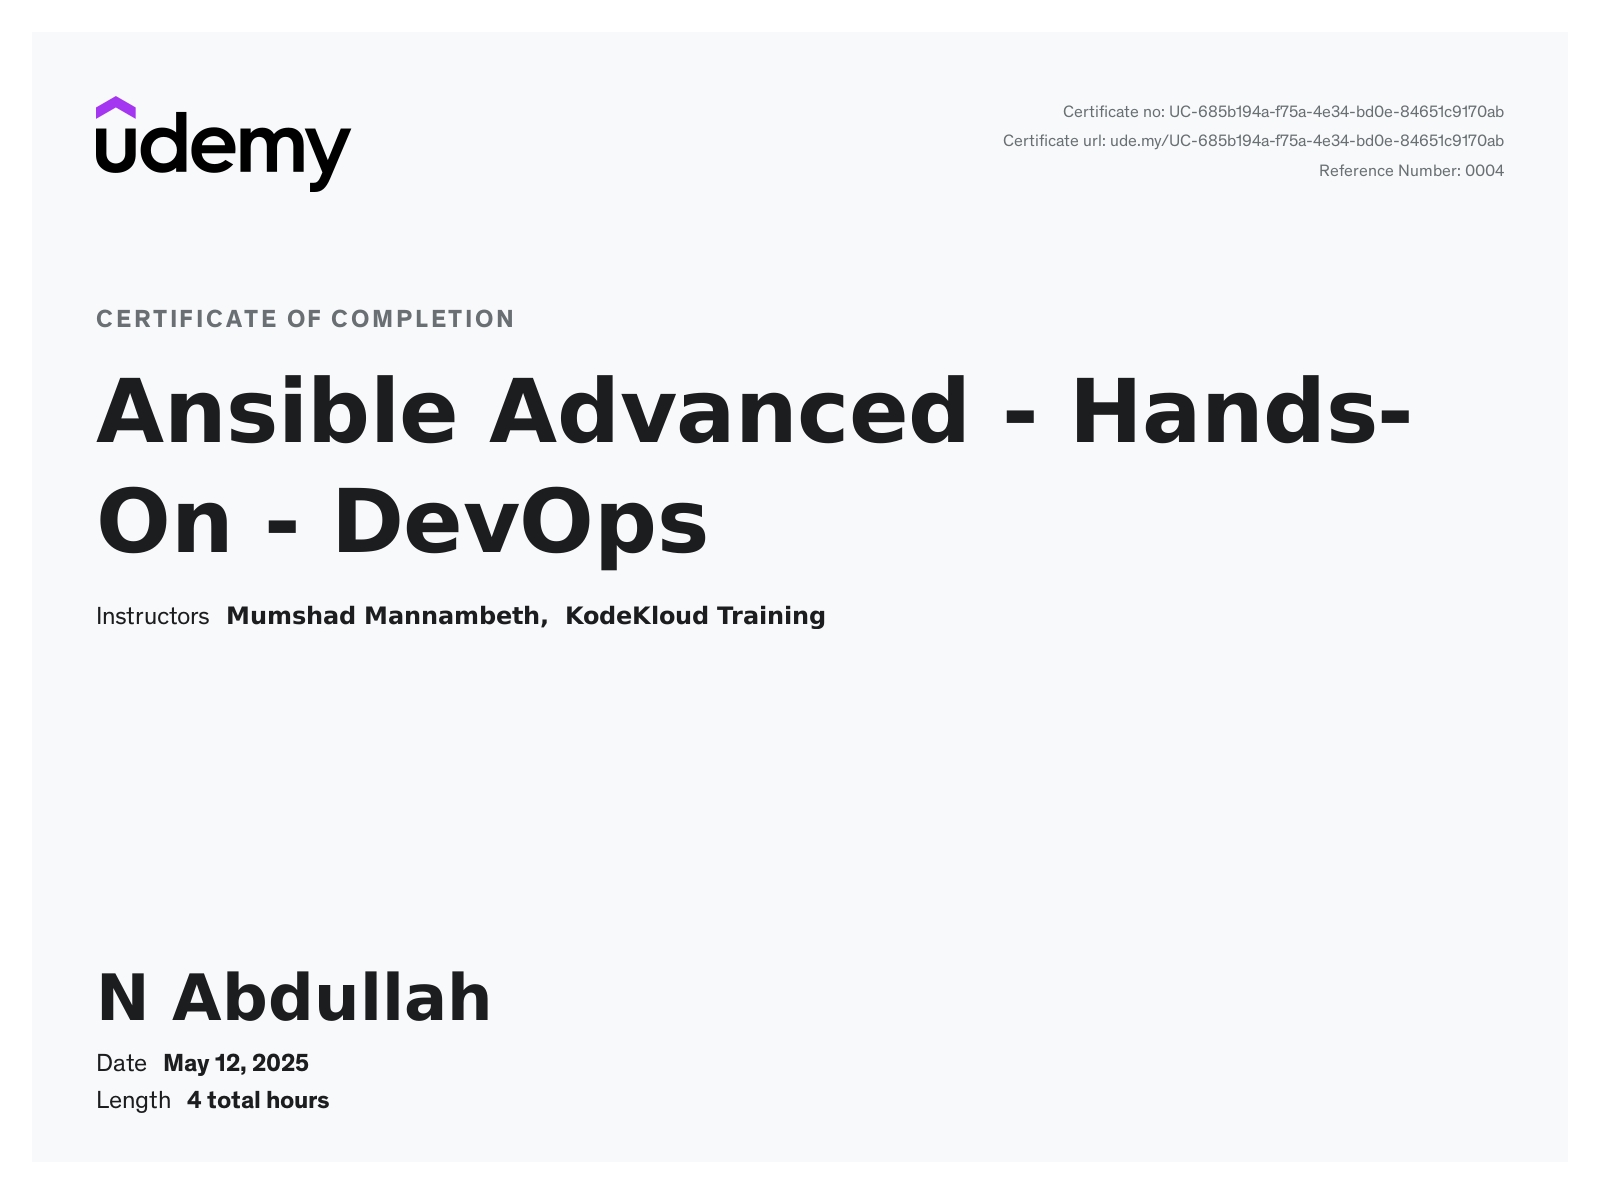 udemy
Certificate no: UC-685b194a-f75a-4e34-bd0e-84651c9170ab
Certificate url: ude.my/UC-685b194a-f75a-4e34-bd0e-84651c9170ab
Reference Number: 0004
CERTIFICATE OF COMPLETION
Ansible Advanced - Hands-
On - DevOps
Instructors Mumshad Mannambeth, KodeKloud Training
N Abdullah
Date May 12, 2025
Length 4 total hours